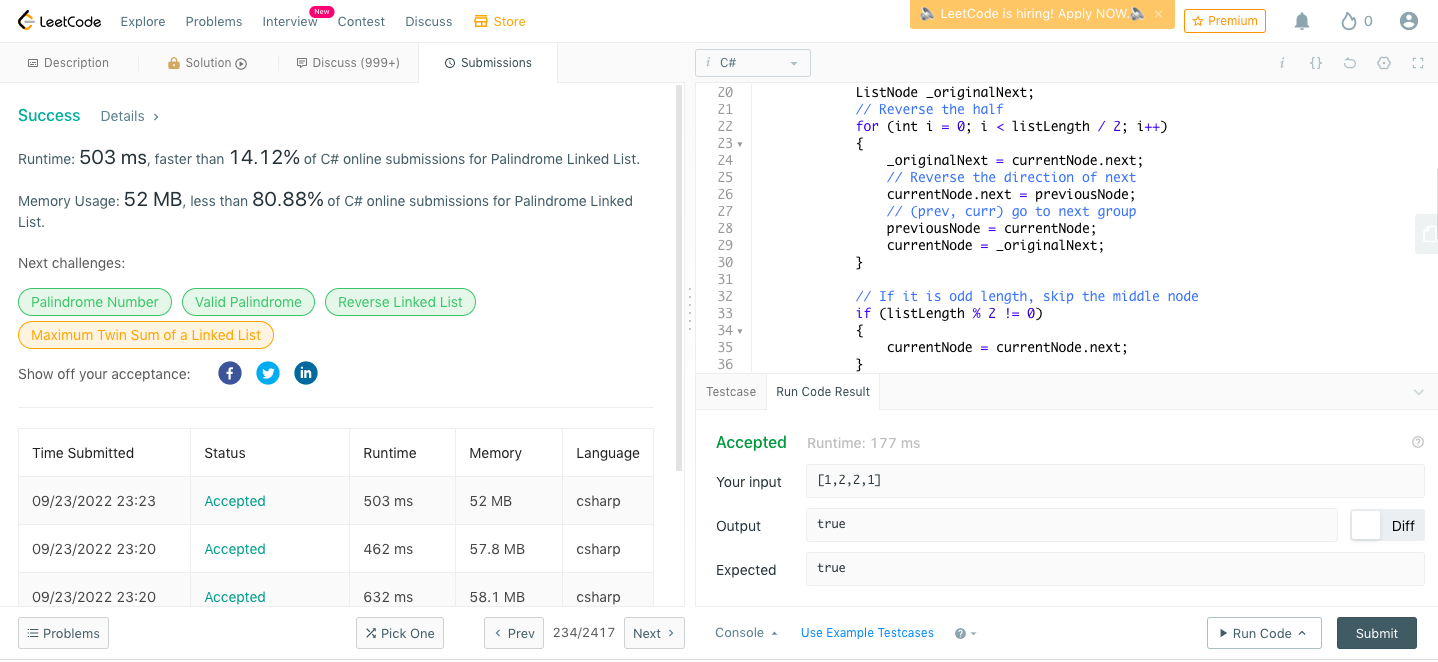 LeetCode Explore Problems Interview New Contest Discuss Store LeetCode is hiring! Apply NOW. × Premium 0
Description Solution Discuss (999+) Submissions
Success Details >
Runtime: 503 ms, faster than 14.12% of C# online submissions for Palindrome Linked List.
Memory Usage: 52 MB, less than 80.88% of C# online submissions for Palindrome Linked
List.
Next challenges:
Palindrome Number Valid Palindrome Reverse Linked List
Maximum Twin Sum of a Linked List
Show off your acceptance:
Time Submitted Status Runtime Memory Language
09/23/2022 23:23 Accepted 503 ms 52 MB csharp
09/23/2022 23:20 Accepted 462 ms 57.8 MB csharp
09/23/2022 23:20 Accepted 632 ms 58.1 MB csharp
Problems Pick One < Prev 234/2417 Next >
i C# i {}
20 ListNode _originalNext;
21 // Reverse the half
22 for (int i = 0; i < listLength / 2; i++)
23 {
24 _originalNext = currentNode.next;
25 // Reverse the direction of next
26 currentNode.next = previousNode;
27 // (prev, curr) go to next group
28 previousNode = currentNode;
29 currentNode = _originalNext;
30 }
31
32 // If it is odd length, skip the middle node
33 if (listLength % 2 != 0)
34 {
35 currentNode = currentNode.next;
36 }
Testcase Run Code Result
Accepted Runtime: 177 ms ?
Your input [1,2,2,1]
Output true Diff
Expected true
Console Use Example Testcases ? Run Code Submit